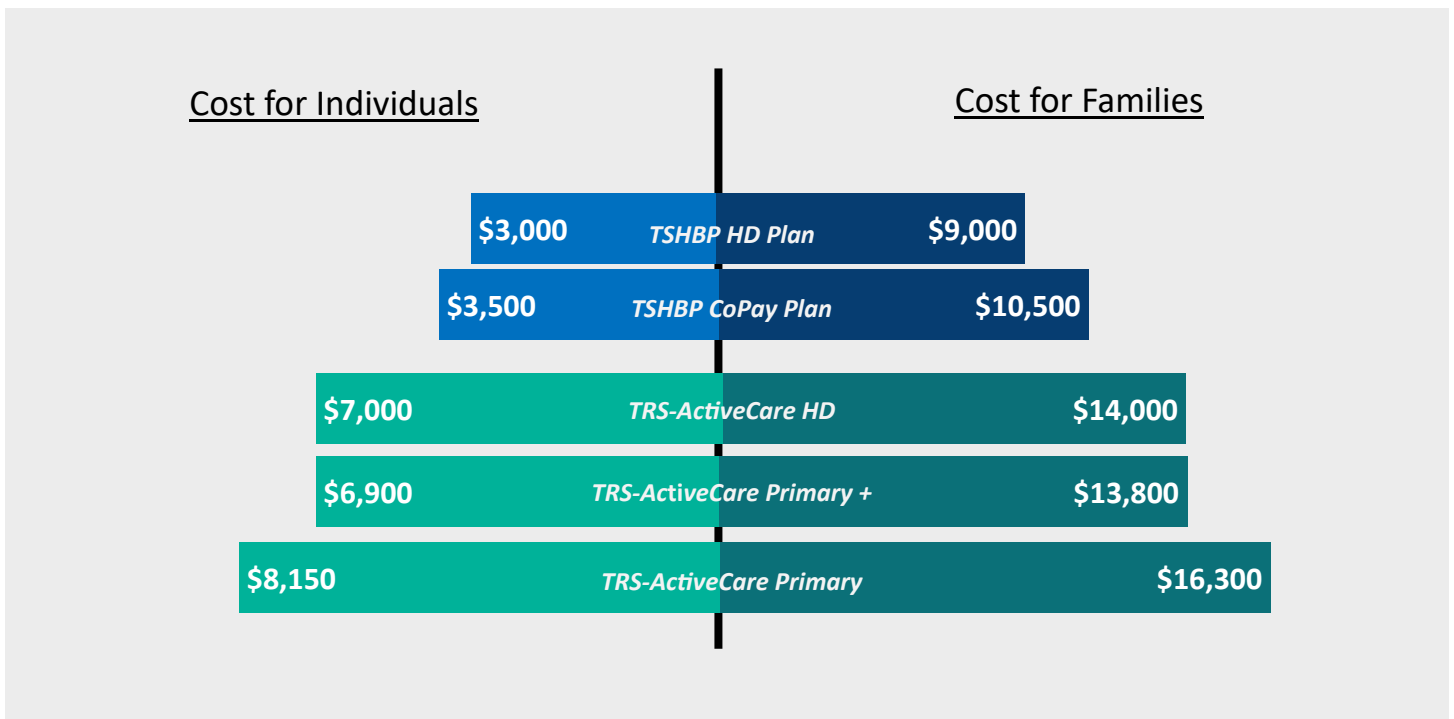 Cost for Individuals
Cost for Families
$3,000 TSHBP HD Plan $9,000
$3,500 TSHBP CoPay Plan $10,500
$7,000 TRS-ActiveCare HD $14,000
$6,900 TRS-ActiveCare Primary + $13,800
$8,150 TRS-ActiveCare Primary $16,300